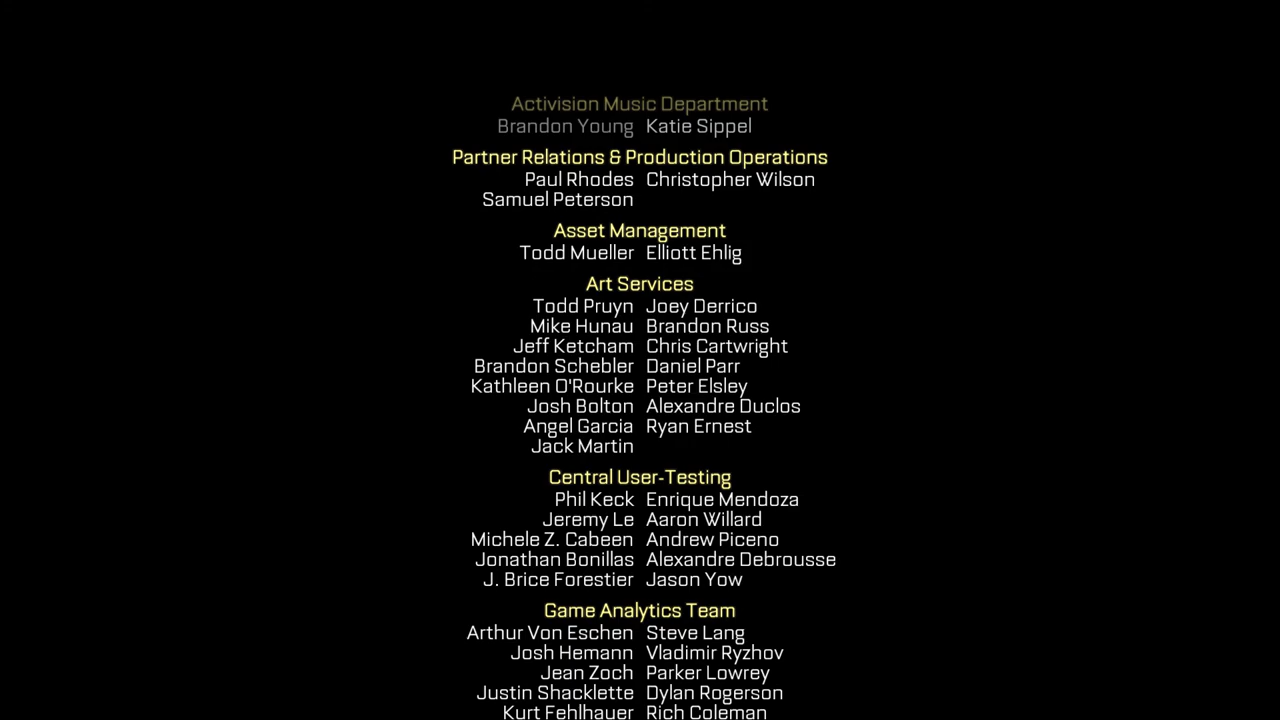 Activision Music Department
Brandon Young Katie Sippel
Partner Relations & Production Operations
Paul Rhodes Christopher Wilson
Samuel Peterson
Asset Management
Todd Mueller Elliott Ehlig
Art Services
Todd Pruyn Joey Derrico
Mike Hunau Brandon Russ
Jeff Ketcham Chris Cartwright
Brandon Schebler Daniel Parr
Kathleen O'Rourke Peter Elsley
Josh Bolton Alexandre Duclos
Angel Garcia Ryan Ernest
Jack Martin
Central User-Testing
Phil Keck Enrique Mendoza
Jeremy Le Aaron Willard
Michele Z. Cabeen Andrew Piceno
Jonathan Bonillas Alexandre Debrousse
J. Brice Forestier Jason Yow
Game Analytics Team
Arthur Von Eschen Steve Lang
Josh Hemann Vladimir Ryzhov
Jean Zoch Parker Lowrey
Justin Shacklette Dylan Rogerson
Kurt Fehlhauer Rich Coleman